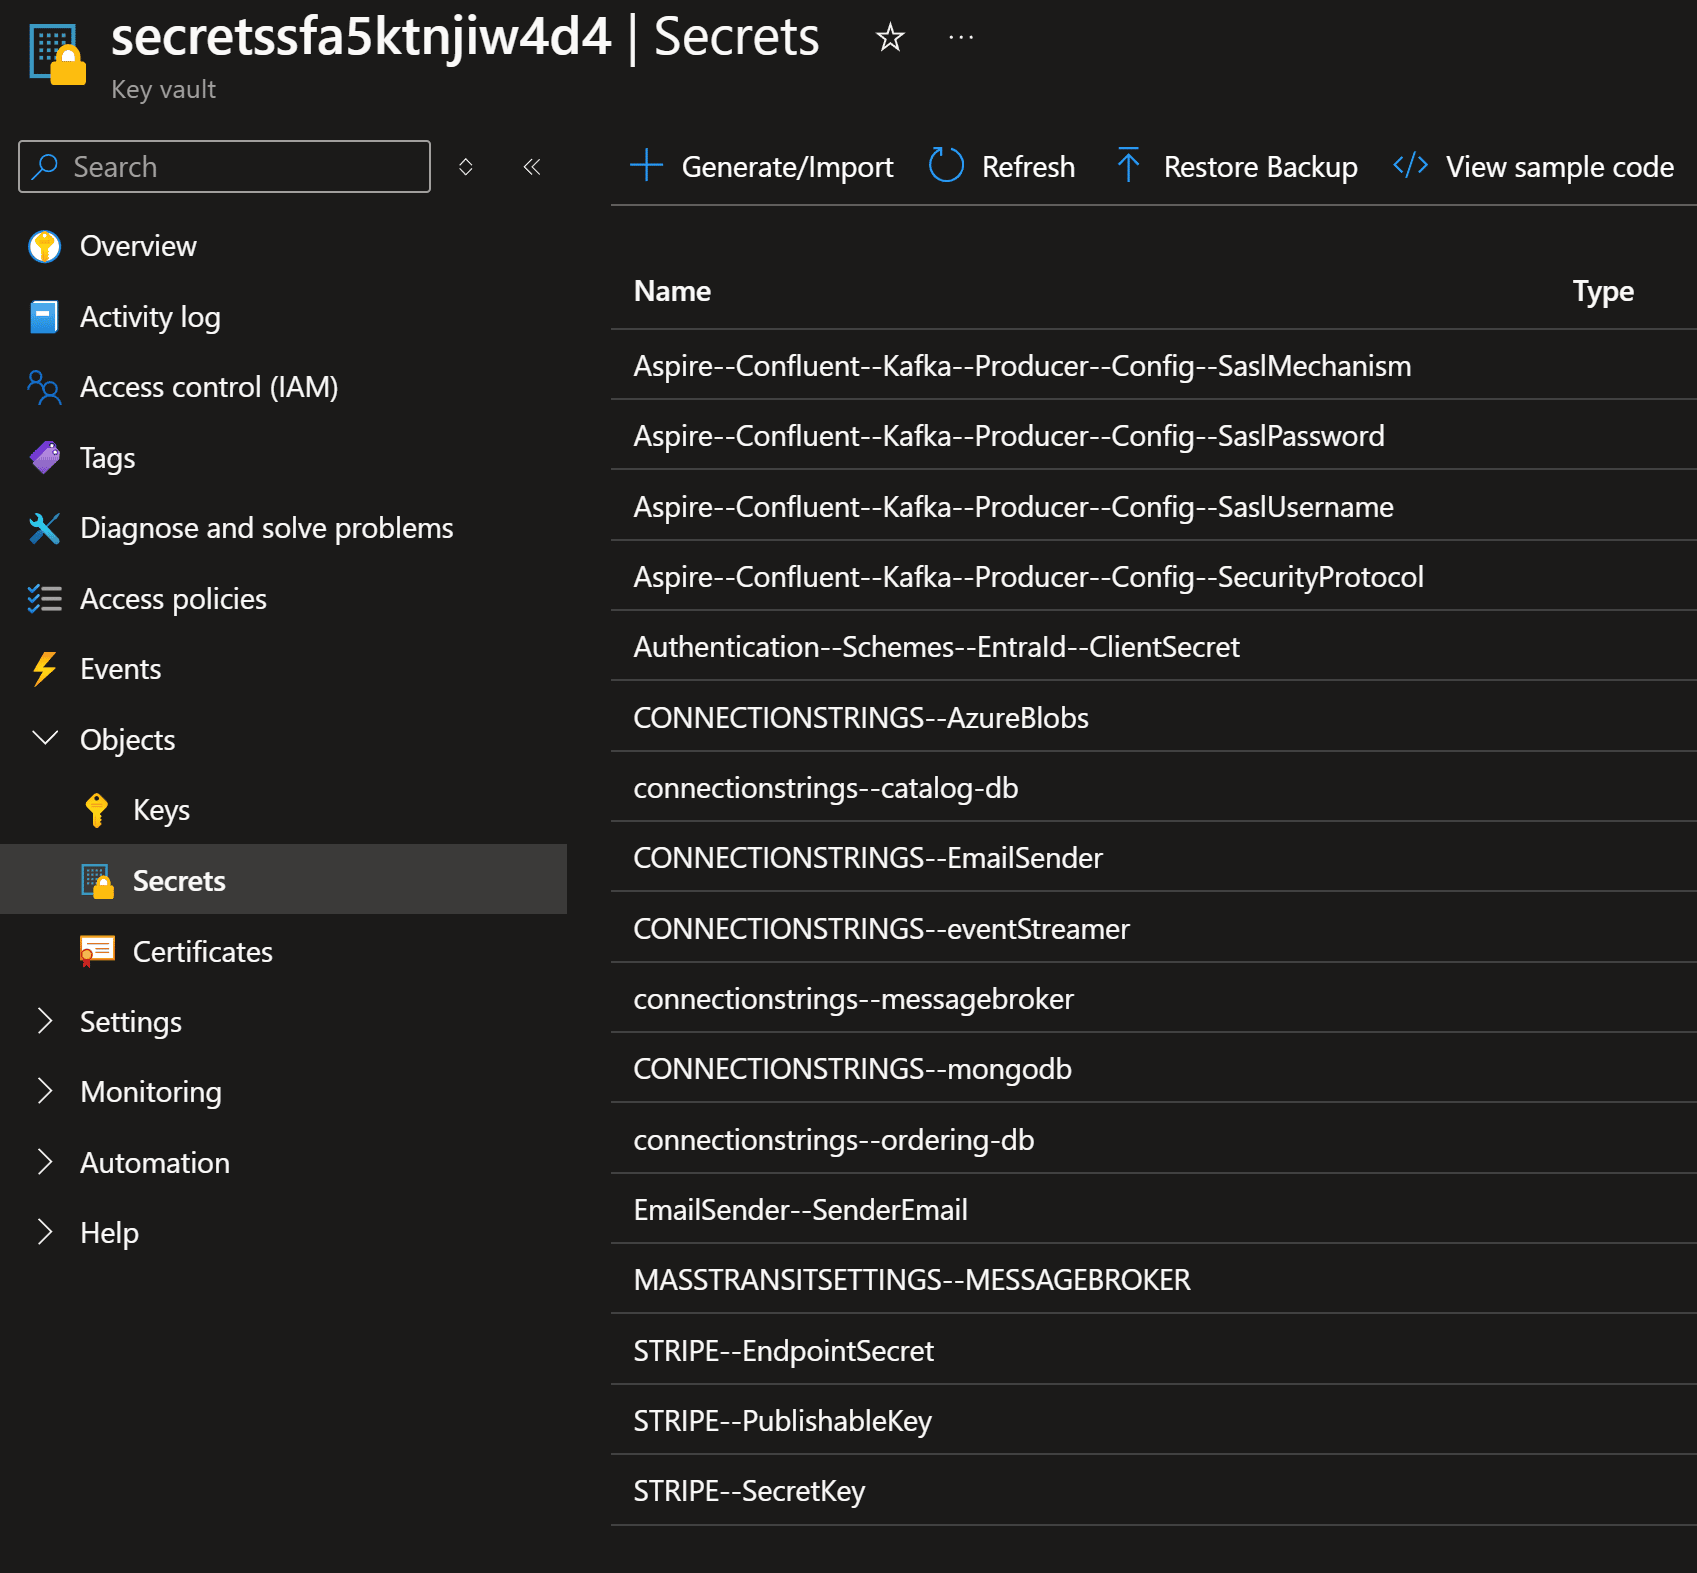 secretssfa5ktnjiw4d4 | Secrets
Key vault
Search
Generate/Import Refresh Restore Backup View sample code
Overview
Activity log
Access control (IAM)
Tags
Diagnose and solve problems
Access policies
Events
Objects
Keys
Secrets
Certificates
Settings
Monitoring
Automation
Help
Name Type
Aspire--Confluent--Kafka--Producer--Config--SaslMechanism
Aspire--Confluent--Kafka--Producer--Config--SaslPassword
Aspire--Confluent--Kafka--Producer--Config--SaslUsername
Aspire--Confluent--Kafka--Producer--Config--SecurityProtocol
Authentication--Schemes--EntraId--ClientSecret
CONNECTIONSTRINGS--AzureBlobs
connectionstrings--catalog-db
CONNECTIONSTRINGS--EmailSender
CONNECTIONSTRINGS--eventStreamer
connectionstrings--messagebroker
CONNECTIONSTRINGS--mongodb
connectionstrings--ordering-db
EmailSender--SenderEmail
MASSTRANSITSETTINGS--MESSAGEBROKER
STRIPE--EndpointSecret
STRIPE--PublishableKey
STRIPE--SecretKey